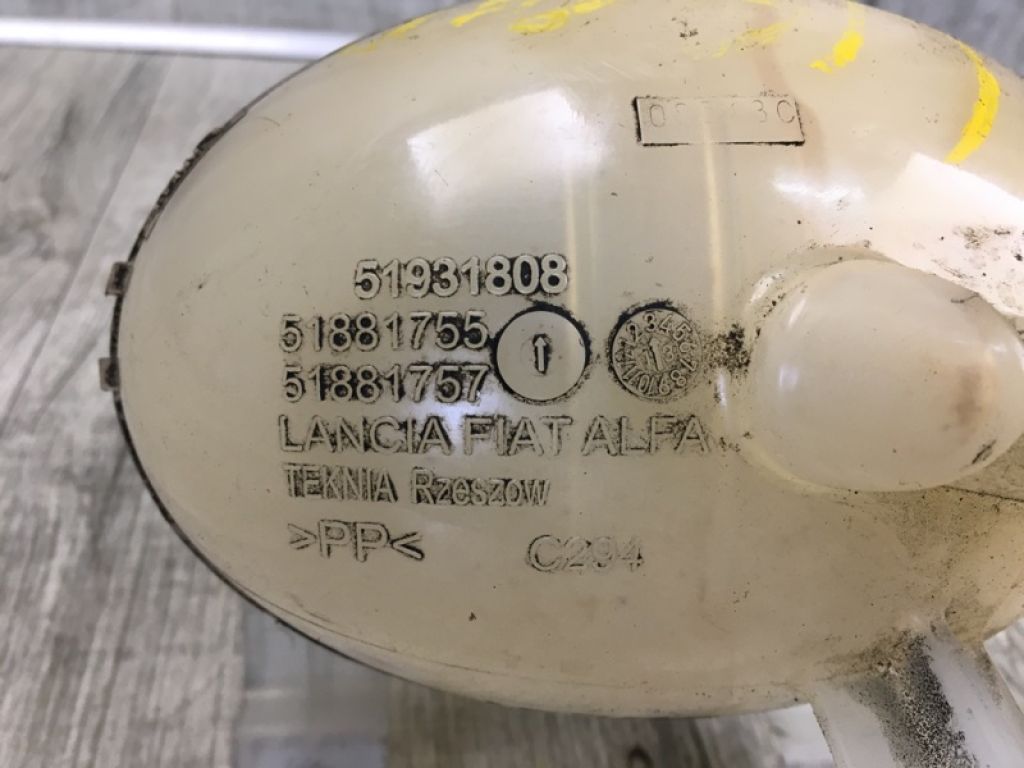 51931808
51881755
51881757
LANCIA FIAT ALFA
TEKNIA Rzeszow
>PP<
C294